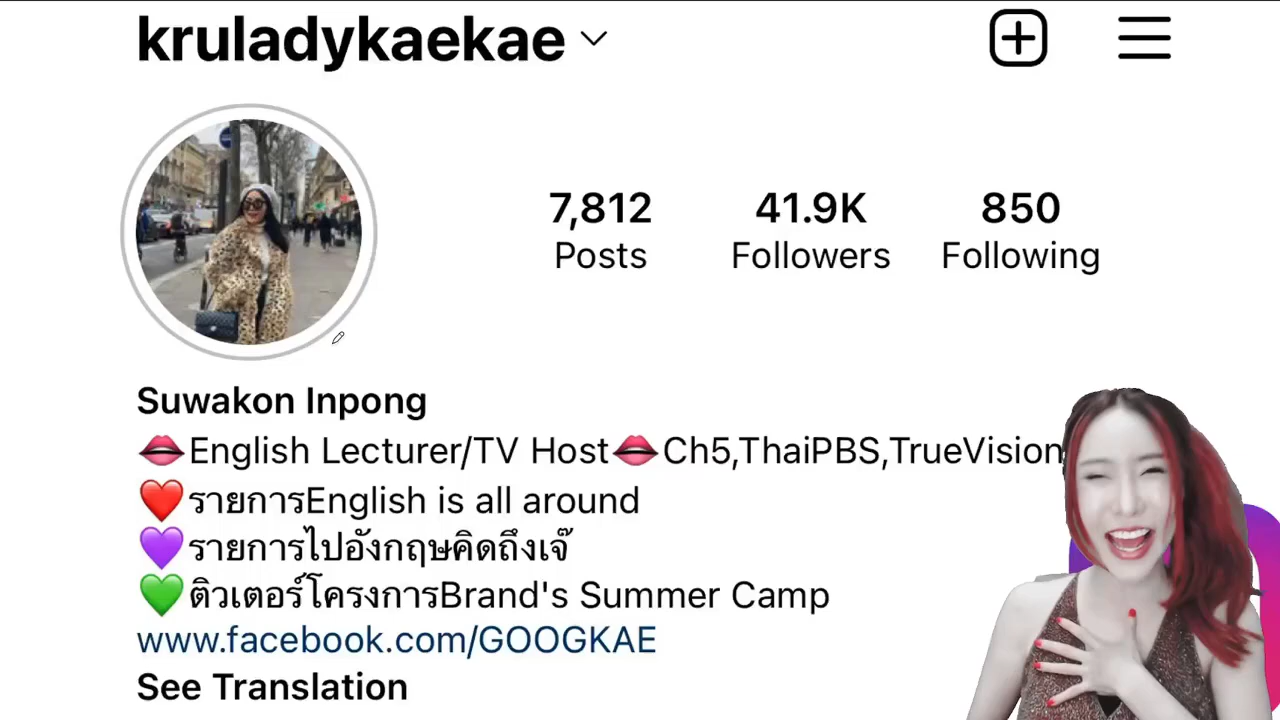 kruladykaekae
7,812 41.9K 850
Posts Followers Following
Suwakon Inpong
👄English Lecturer/TV Host👄Ch5,ThaiPBS,TrueVision
❤️รายการEnglish is all around
💜รายการไปอังกฤษคิดถึงเจ๊
💚ติวเตอร์โครงการBrand's Summer Camp
www.facebook.com/GOOGKAE
See Translation